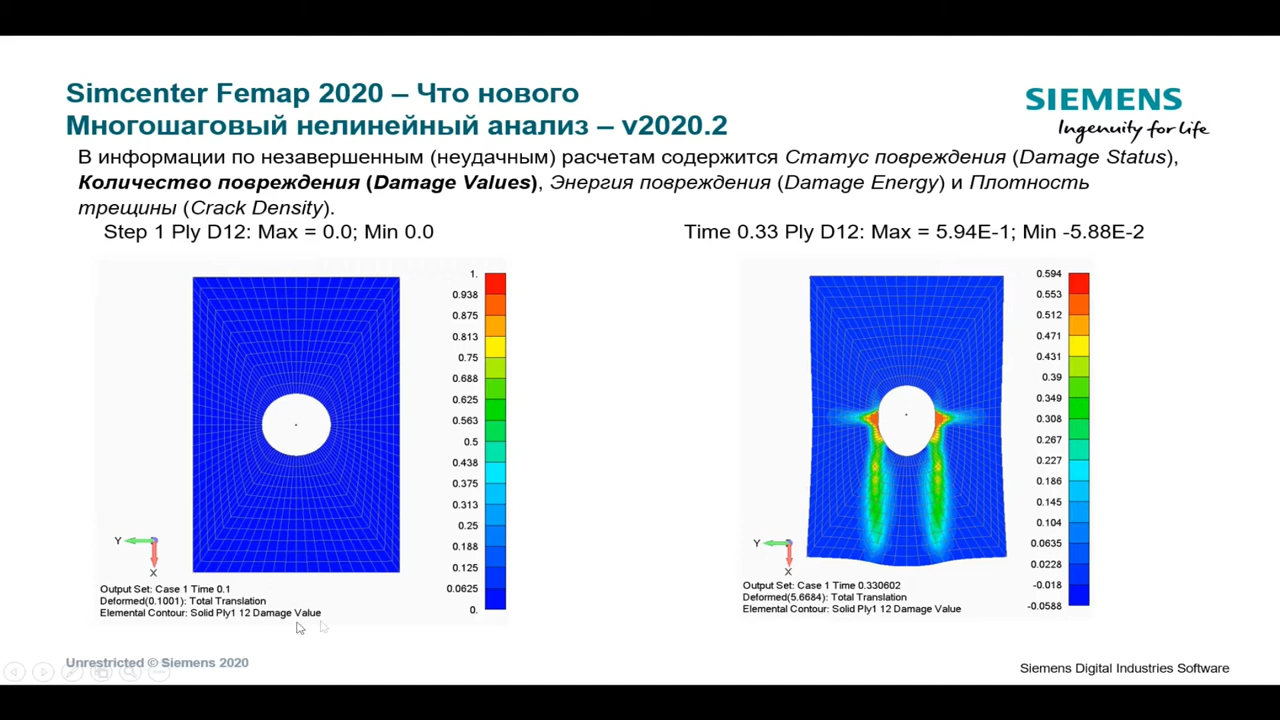 Simcenter Femap 2020 – Что нового
Многошаговый нелинейный анализ – v2020.2
SIEMENS
Ingenuity for life
В информации по незавершенным (неудачным) расчетам содержится Статус повреждения (Damage Status),
Количество повреждения (Damage Values), Энергия повреждения (Damage Energy) и Плотность
трещины (Crack Density).
Step 1 Ply D12: Max = 0.0; Min 0.0
Time 0.33 Ply D12: Max = 5.94E-1; Min -5.88E-2
1.
0.938
0.875
0.813
0.75
0.688
0.625
0.563
0.5
0.438
0.375
0.313
0.25
0.188
0.125
0.0625
0.
Y
X
Output Set: Case 1 Time 0.1
Deformed(0.1001): Total Translation
Elemental Contour: Solid Ply1 12 Damage Value
0.594
0.553
0.512
0.471
0.431
0.39
0.349
0.308
0.267
0.227
0.186
0.145
0.104
0.0635
0.0228
-0.018
-0.0588
Y
X
Output Set: Case 1 Time 0.330602
Deformed(5.6684): Total Translation
Elemental Contour: Solid Ply1 12 Damage Value
Unrestricted © Siemens 2020
Siemens Digital Industries Software